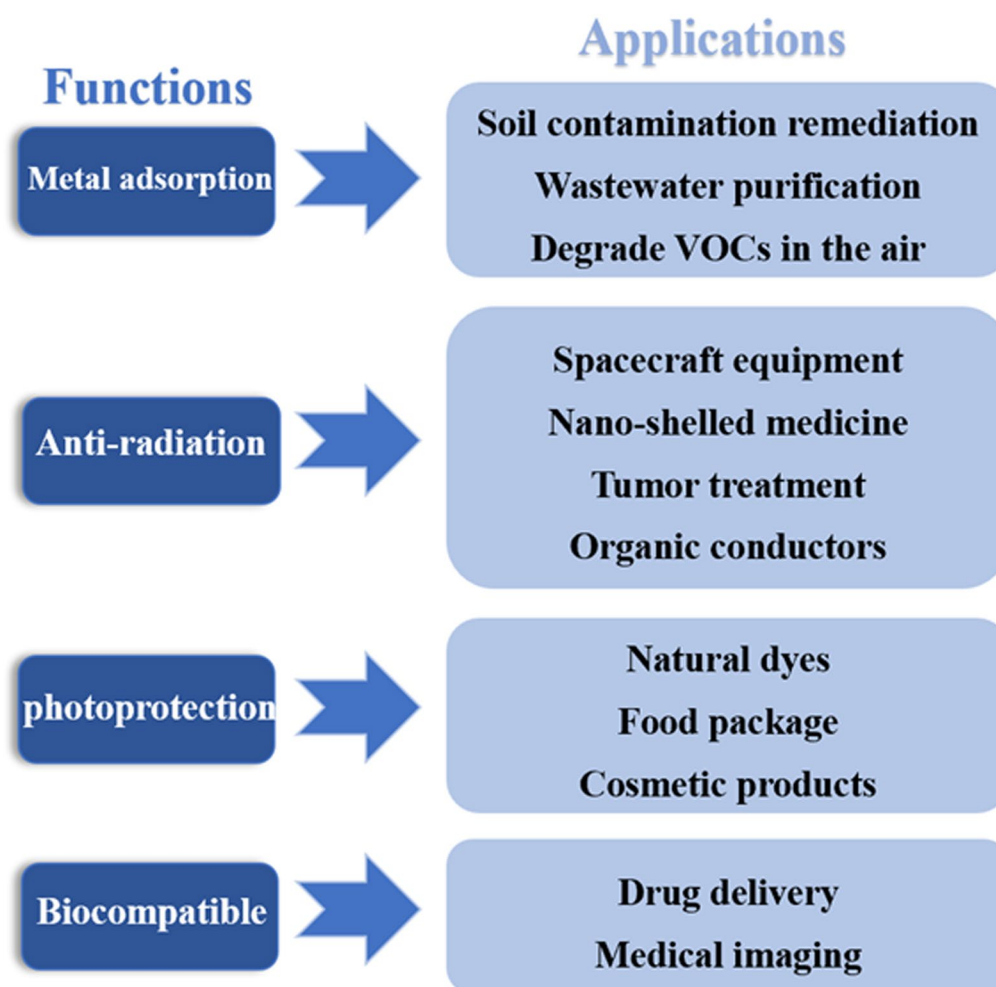 Functions
Applications
Metal adsorption
Soil contamination remediation
Wastewater purification
Degrade VOCs in the air
Anti-radiation
Spacecraft equipment
Nano-shelled medicine
Tumor treatment
Organic conductors
photoprotection
Natural dyes
Food package
Cosmetic products
Biocompatible
Drug delivery
Medical imaging